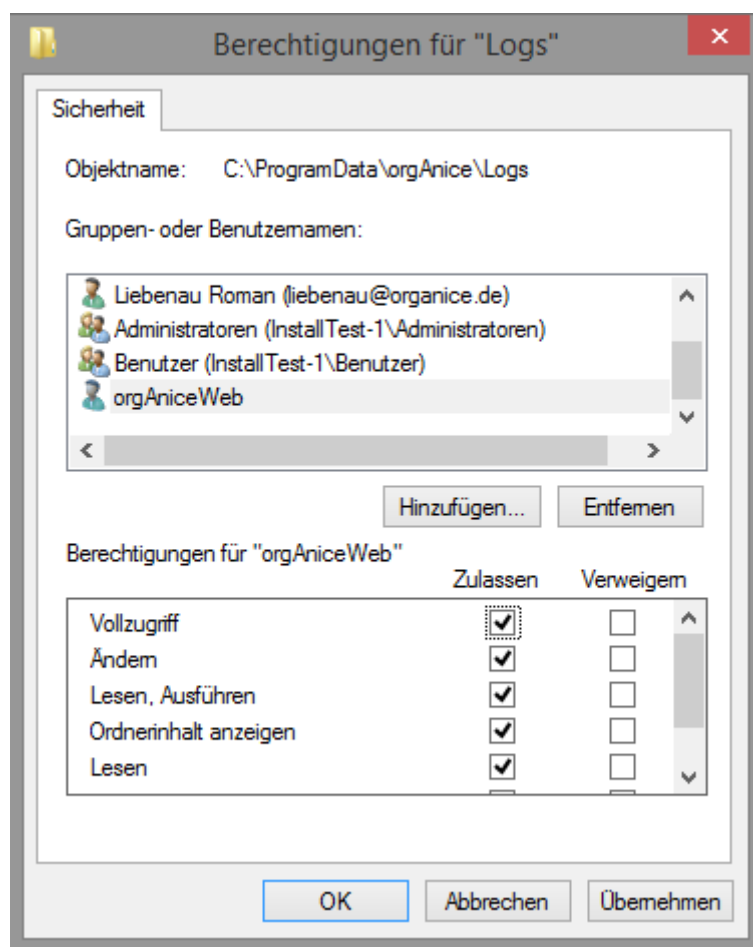 Berechtigungen für "Logs"
Sicherheit
Objektname: C:\ProgramData\orgAnice\Logs
Gruppen- oder Benutzernamen:
Liebenau Roman (liebenau@organice.de)
Administratoren (InstallTest-1\Administratoren)
Benutzer (InstallTest-1\Benutzer)
orgAniceWeb
Hinzufügen... Entfernen
Berechtigungen für "orgAniceWeb"
Zulassen Verweigern
Vollzugriff
Ändern
Lesen, Ausführen
Ordnerinhalt anzeigen
Lesen
OK Abbrechen Übernehmen